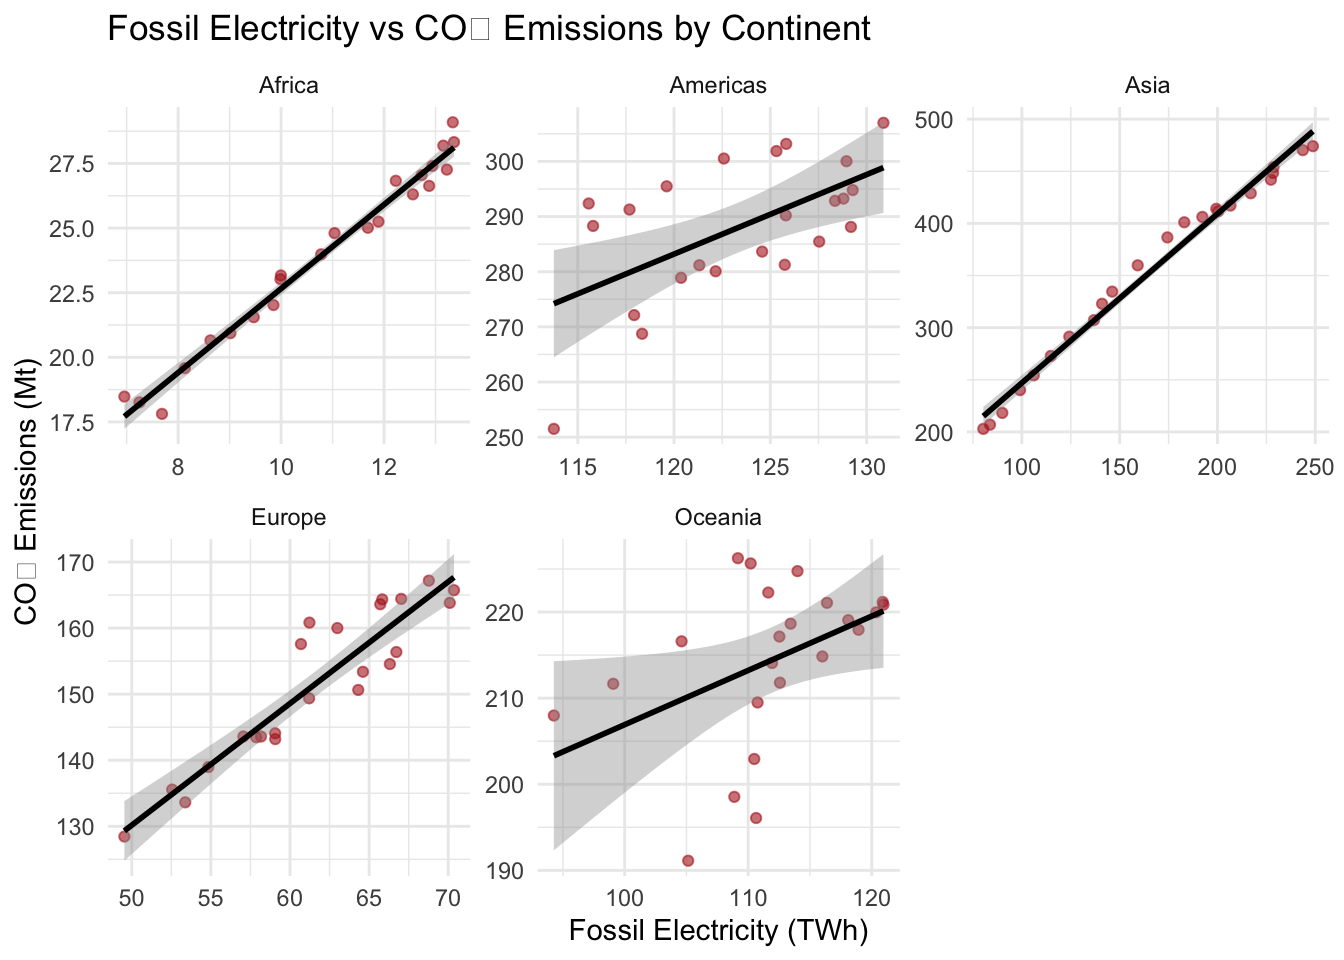 Fossil Electricity vs CO□ Emissions by Continent
Africa
Americas
Asia
27.5
25.0
22.5
20.0
17.5
8 10 12
300
290
280
270
260
250
115 120 125 130
500
400
300
200
100 150 200 250
CO□ Emissions (Mt)
Europe
Oceania
170
160
150
140
130
50 55 60 65 70
220
210
200
190
100 110 120
Fossil Electricity (TWh)